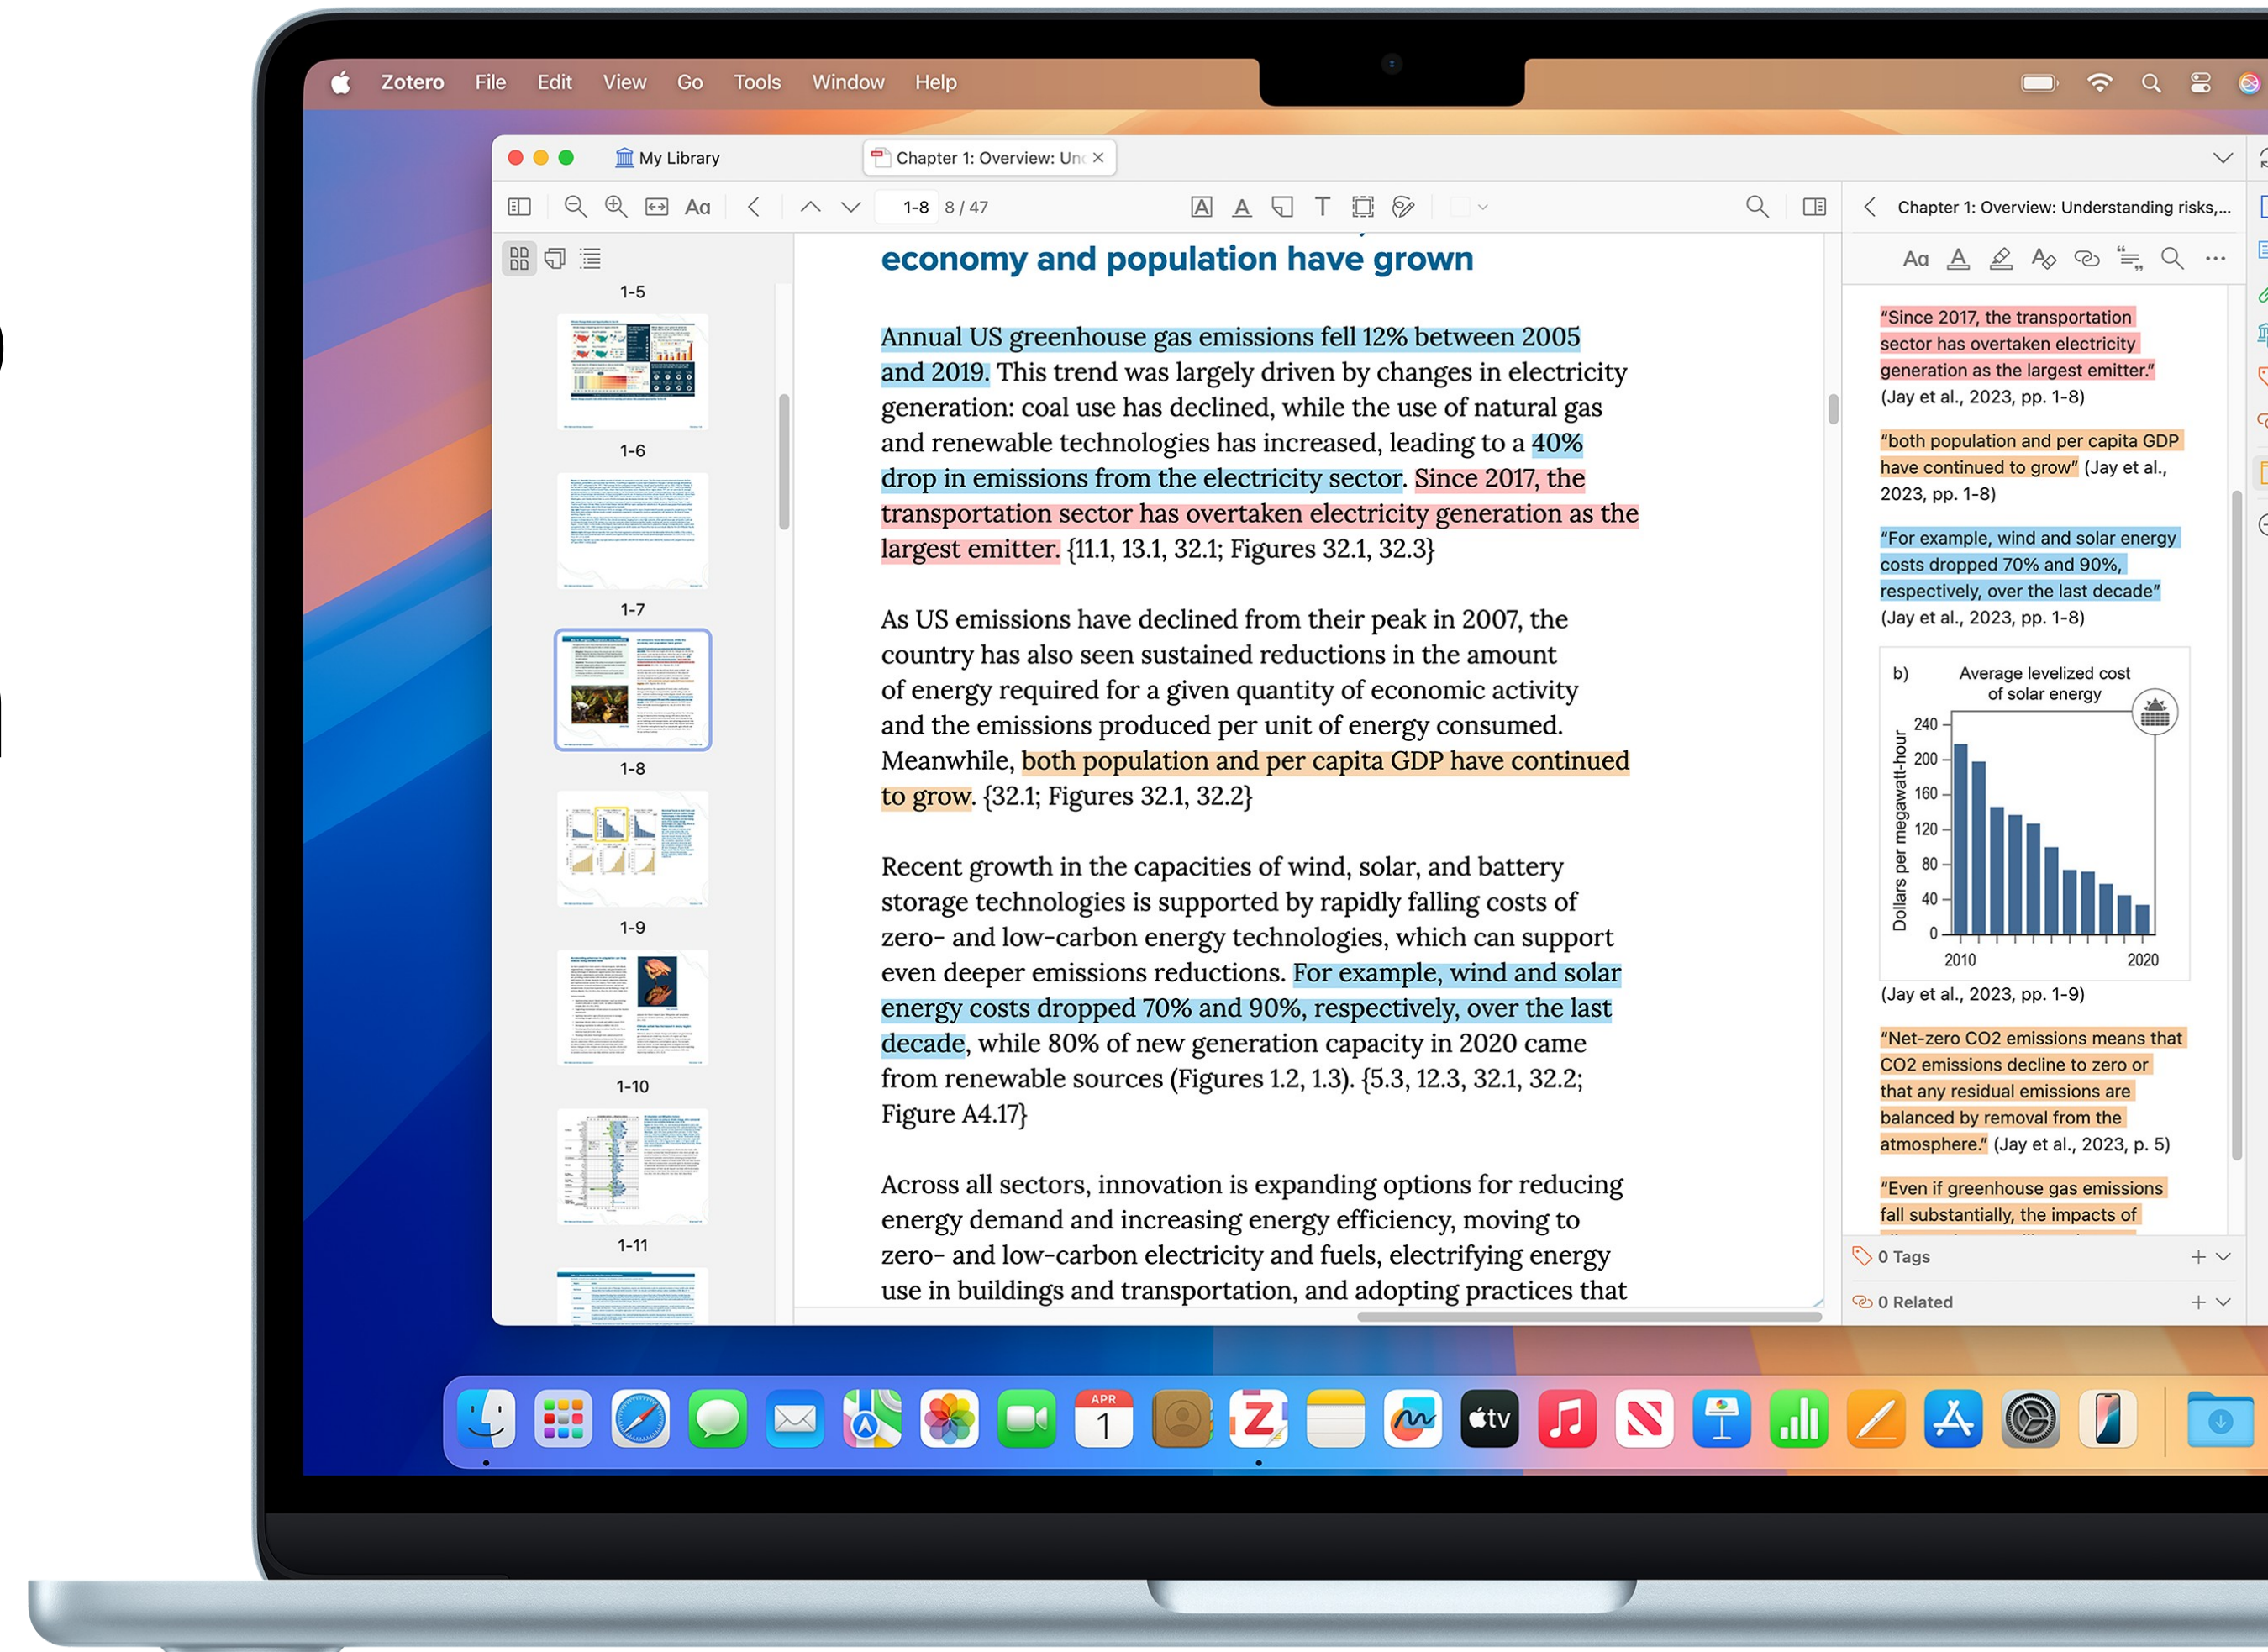 Zotero File Edit View Go Tools Window Help
My Library
Chapter 1: Overview: Un
Aa
1-8 8 / 47
A A T
Chapter 1: Overview: Understanding risks,...
Aa A A
1-5
1-6
1-7
1-8
1-9
1-10
1-11
economy and population have grown
Annual US greenhouse gas emissions fell 12% between 2005
and 2019. This trend was largely driven by changes in electricity
generation: coal use has declined, while the use of natural gas
and renewable technologies has increased, leading to a 40%
drop in emissions from the electricity sector. Since 2017, the
transportation sector has overtaken electricity generation as the
largest emitter. {11.1, 13.1, 32.1; Figures 32.1, 32.3}
As US emissions have declined from their peak in 2007, the
country has also seen sustained reductions in the amount
of energy required for a given quantity of economic activity
and the emissions produced per unit of energy consumed.
Meanwhile, both population and per capita GDP have continued
to grow. {32.1; Figures 32.1, 32.2}
Recent growth in the capacities of wind, solar, and battery
storage technologies is supported by rapidly falling costs of
zero- and low-carbon energy technologies, which can support
even deeper emissions reductions. For example, wind and solar
energy costs dropped 70% and 90%, respectively, over the last
decade, while 80% of new generation capacity in 2020 came
from renewable sources (Figures 1.2, 1.3). {5.3, 12.3, 32.1, 32.2;
Figure A4.17}
Across all sectors, innovation is expanding options for reducing
energy demand and increasing energy efficiency, moving to
zero- and low-carbon electricity and fuels, electrifying energy
use in buildings and transportation, and adopting practices that
“Since 2017, the transportation
sector has overtaken electricity
generation as the largest emitter.”
(Jay et al., 2023, pp. 1-8)
“both population and per capita GDP
have continued to grow” (Jay et al.,
2023, pp. 1-8)
“For example, wind and solar energy
costs dropped 70% and 90%,
respectively, over the last decade”
(Jay et al., 2023, pp. 1-8)
b) Average levelized cost
of solar energy
Dollars per megawatt-hour
240
200
160
120
80
40
0
2010 2020
(Jay et al., 2023, pp. 1-9)
“Net-zero CO2 emissions means that
CO2 emissions decline to zero or
that any residual emissions are
balanced by removal from the
atmosphere.” (Jay et al., 2023, p. 5)
“Even if greenhouse gas emissions
fall substantially, the impacts of
0 Tags
0 Related
APR
1
Z
tv